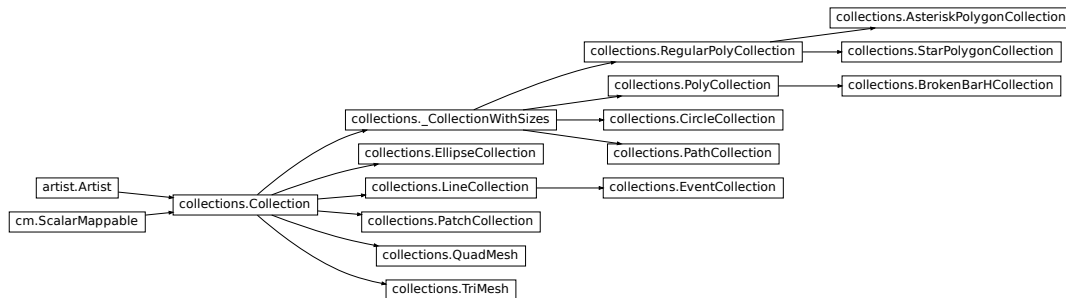 collections.AsteriskPolygonCollection
collections.RegularPolyCollection
collections.StarPolygonCollection
collections.PolyCollection
collections.BrokenBarHCollection
collections._CollectionWithSizes
collections.CircleCollection
collections.EllipseCollection
collections.PathCollection
artist.Artist
collections.LineCollection
collections.EventCollection
collections.Collection
cm.ScalarMappable
collections.PatchCollection
collections.QuadMesh
collections.TriMesh